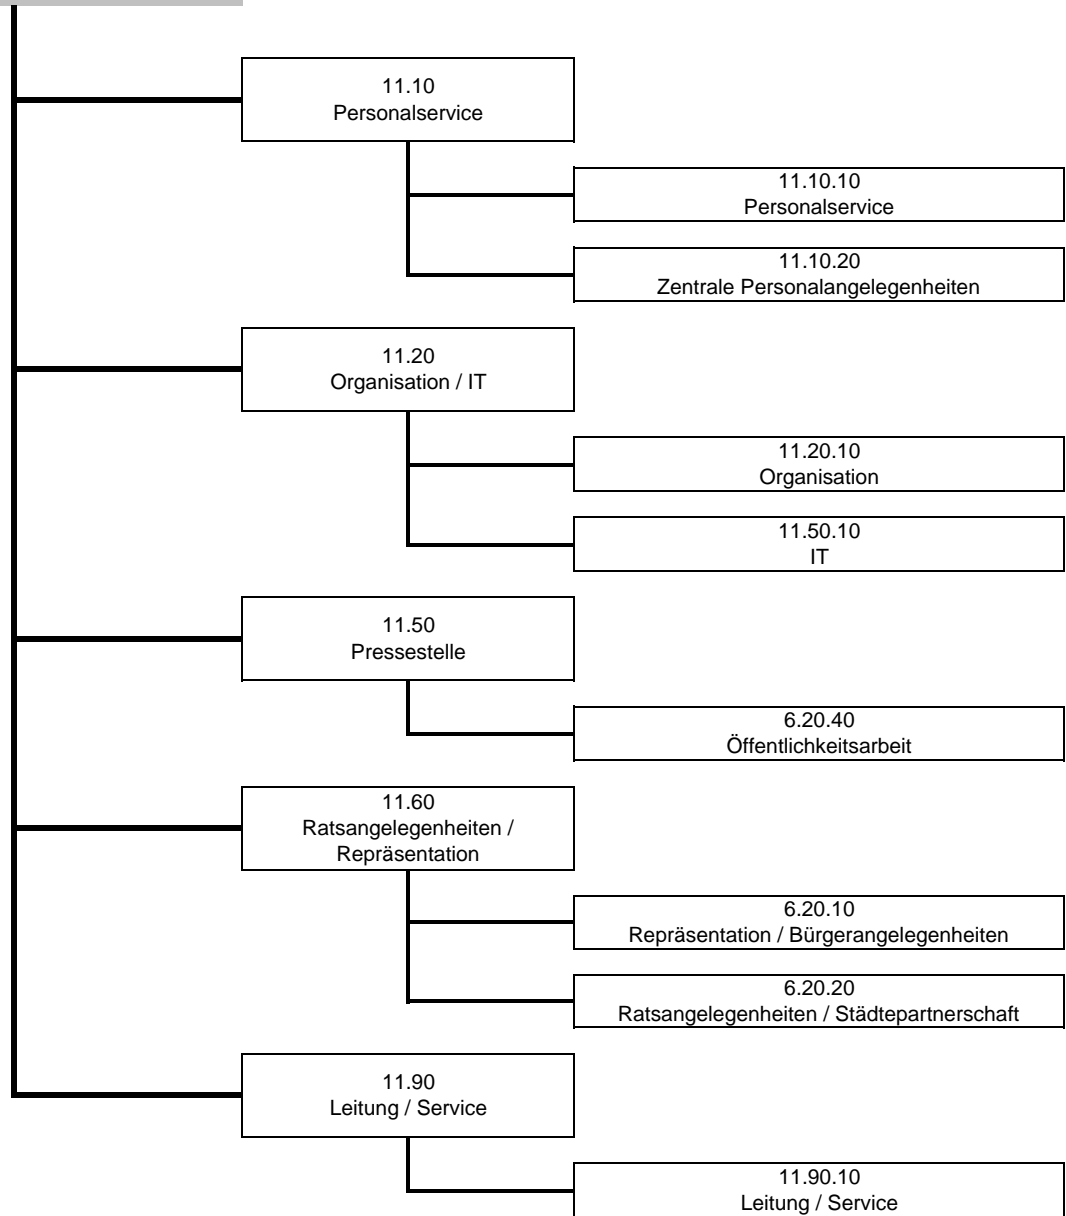 11.10
Personalservice
11.10.10
Personalservice
11.10.20
Zentrale Personalangelegenheiten
11.20
Organisation / IT
11.20.10
Organisation
11.50.10
IT
11.50
Pressestelle
6.20.40
Öffentlichkeitsarbeit
11.60
Ratsangelegenheiten /
Repräsentation
6.20.10
Repräsentation / Bürgerangelegenheiten
6.20.20
Ratsangelegenheiten / Städtepartnerschaft
11.90
Leitung / Service
11.90.10
Leitung / Service